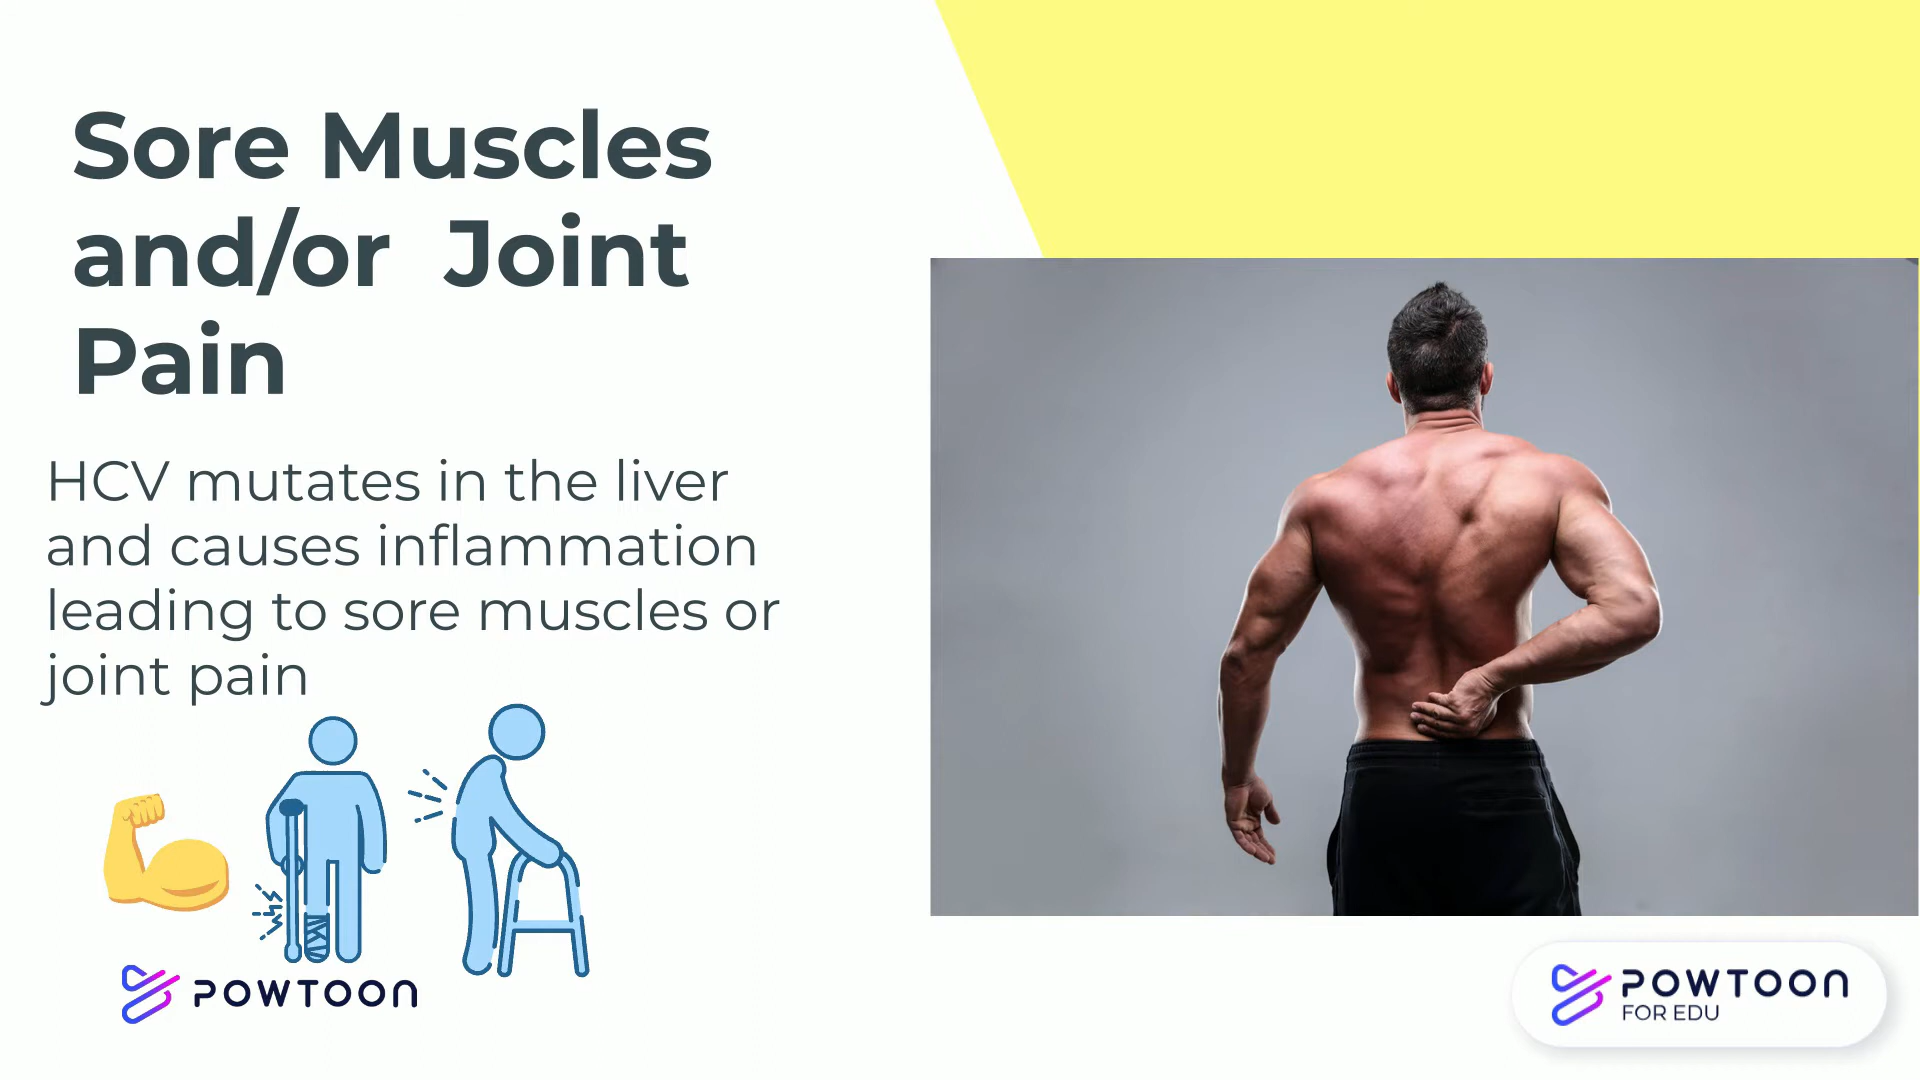 Sore Muscles
and/or  Joint
Pain
HCV mutates in the liver
and causes inflammation
leading to sore muscles or
joint pain
POWTOON
POWTOON
FOR EDU